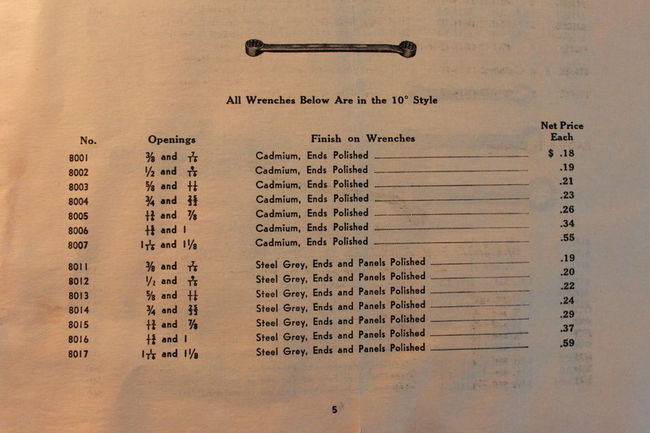 All Wrenches Below Are in the 10° Style
No. Openings Finish on Wrenches Net Price Each
8001 3/8 and 7/16 Cadmium, Ends Polished $ .18
8002 1/2 and 9/16 Cadmium, Ends Polished .19
8003 5/8 and 11/16 Cadmium, Ends Polished .21
8004 3/4 and 25/32 Cadmium, Ends Polished .23
8005 13/16 and 7/8 Cadmium, Ends Polished .26
8006 15/16 and 1 Cadmium, Ends Polished .34
8007 1 1/16 and 1 1/8 Cadmium, Ends Polished .55
8011 3/8 and 7/16 Steel Grey, Ends and Panels Polished .19
8012 1/2 and 9/16 Steel Grey, Ends and Panels Polished .20
8013 5/8 and 11/16 Steel Grey, Ends and Panels Polished .22
8014 3/4 and 25/32 Steel Grey, Ends and Panels Polished .24
8015 13/16 and 7/8 Steel Grey, Ends and Panels Polished .29
8016 15/16 and 1 Steel Grey, Ends and Panels Polished .37
8017 1 1/16 and 1 1/8 Steel Grey, Ends and Panels Polished .59
5